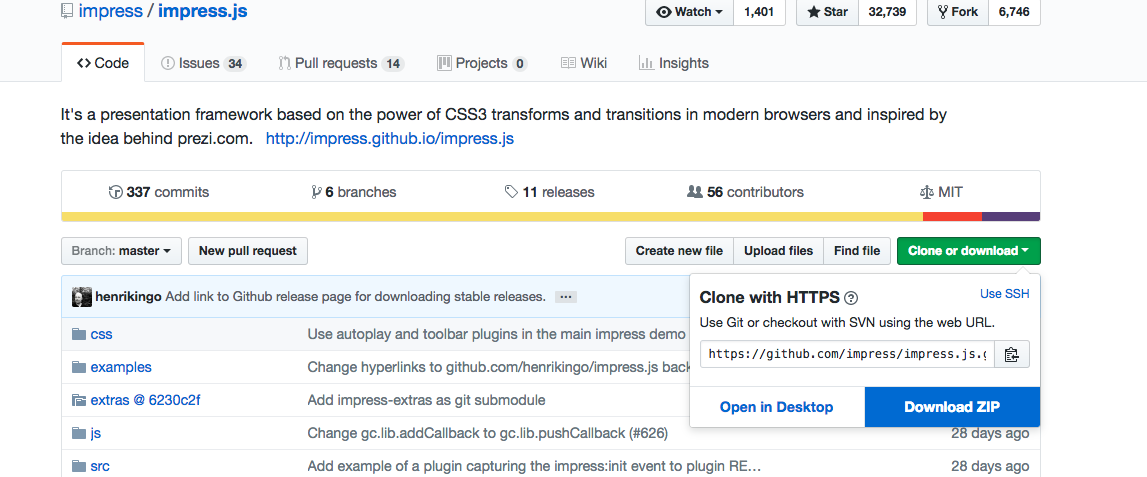 impress / impress.js
Watch 1,401 Star 32,739 Fork 6,746
Code Issues 34 Pull requests 14 Projects 0 Wiki Insights
It's a presentation framework based on the power of CSS3 transforms and transitions in modern browsers and inspired by
the idea behind prezi.com. http://impress.github.io/impress.js
337 commits 6 branches 11 releases 56 contributors MIT
Branch: master New pull request Create new file Upload files Find file Clone or download
henrikingo Add link to Github release page for downloading stable releases. ...
Clone with HTTPS ? Use SSH
Use Git or checkout with SVN using the web URL.
https://github.com/impress/impress.js.g
Open in Desktop Download ZIP
css Use autoplay and toolbar plugins in the main impress demo
examples Change hyperlinks to github.com/henrikingo/impress.js back
extras @ 6230c2f Add impress-extras as git submodule
js Change gc.lib.addCallback to gc.lib.pushCallback (#626) 28 days ago
src Add example of a plugin capturing the impress:init event to plugin RE… 28 days ago